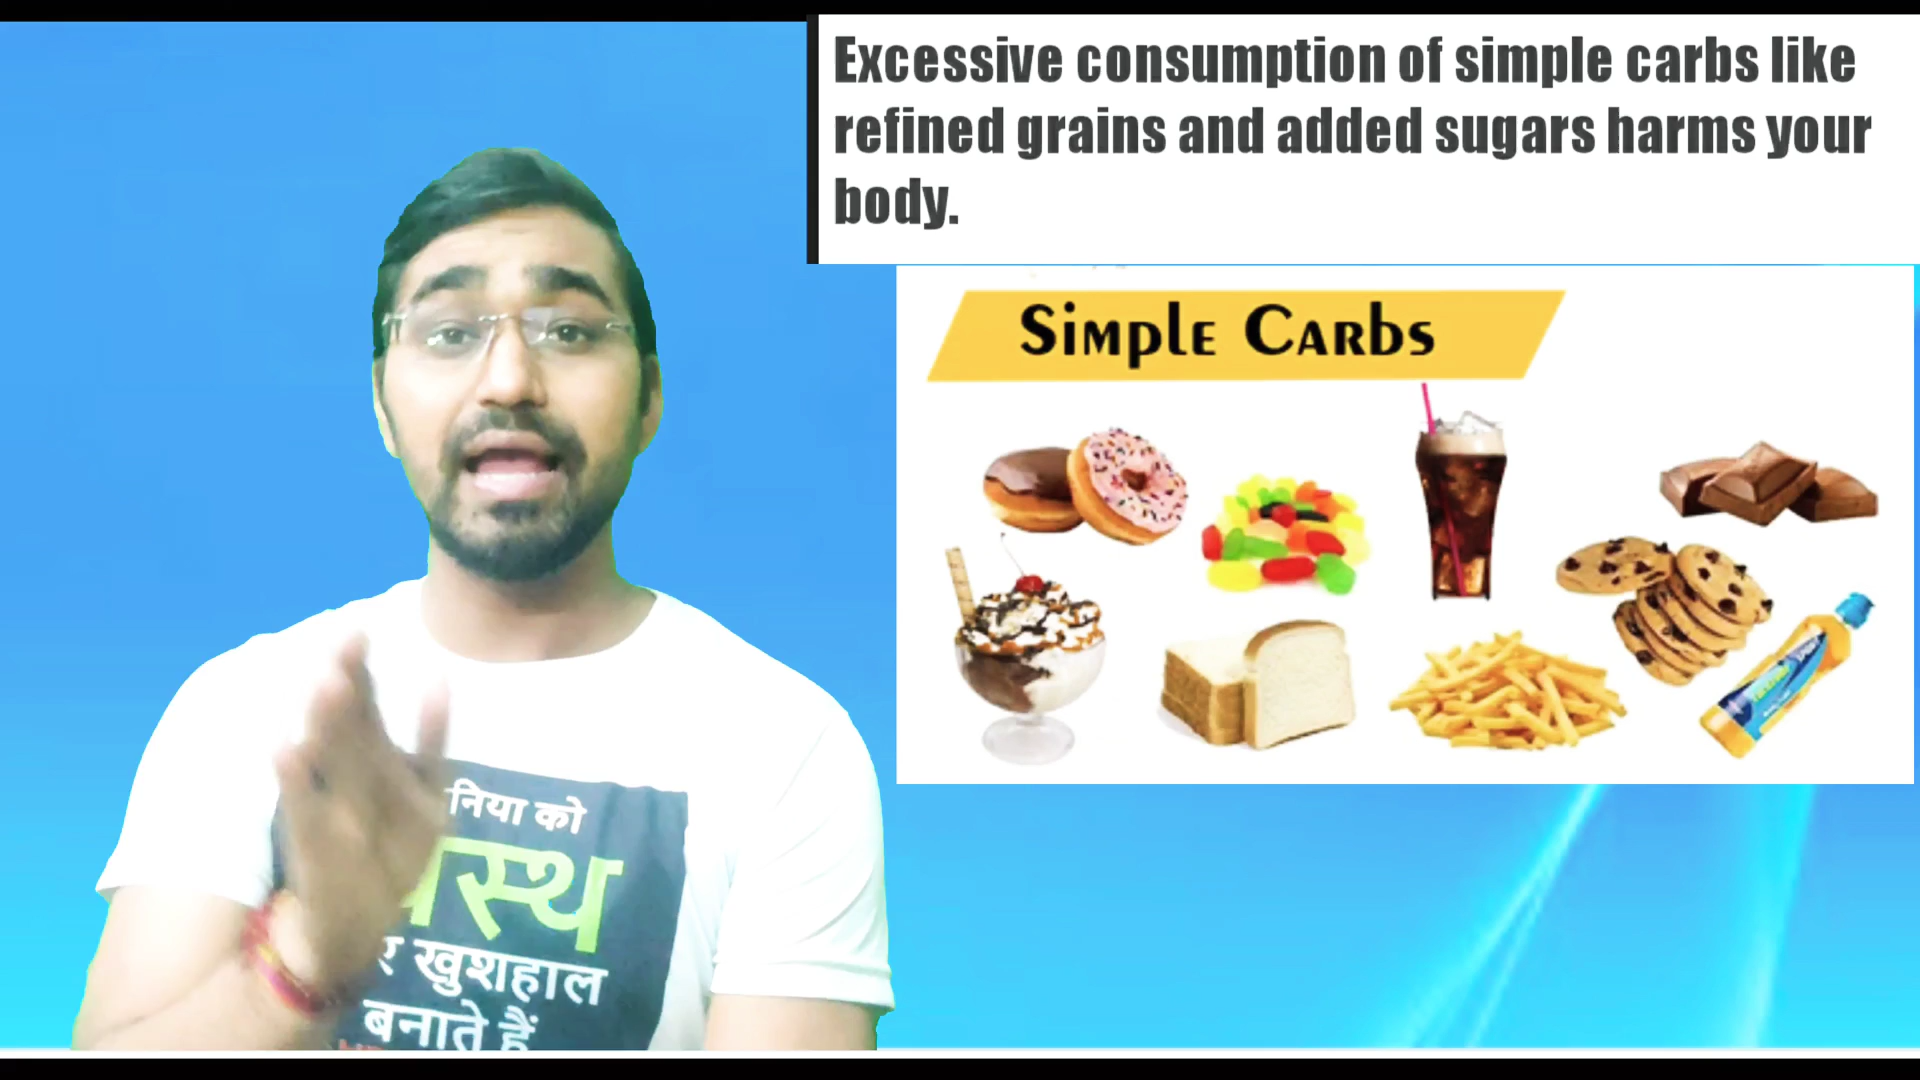 Excessive consumption of simple carbs like
refined grains and added sugars harms your
body.
Simple Carbs
निया को
स्थ
र खुशहाल
बनाते हैं